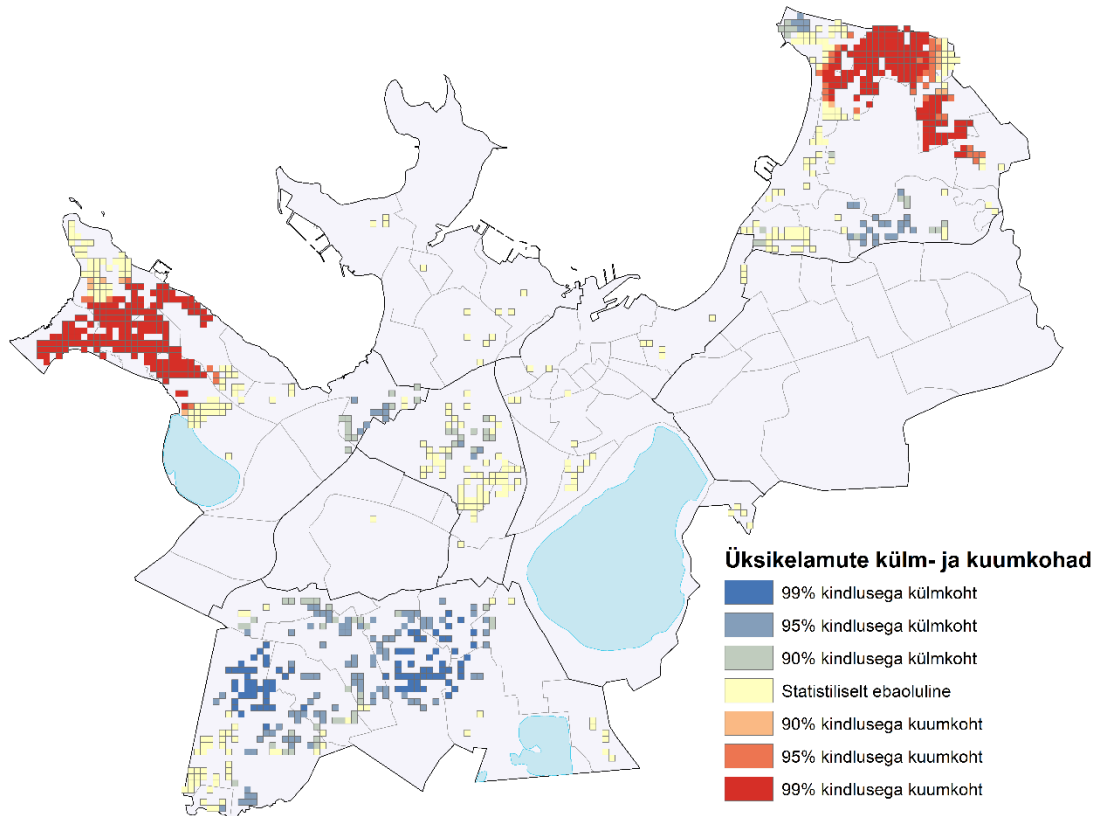 Üksikelamute külm- ja kuumkohad
99% kindlusega külmkoht
95% kindlusega külmkoht
90% kindlusega külmkoht
Statistiliselt ebaoluline
90% kindlusega kuumkoht
95% kindlusega kuumkoht
99% kindlusega kuumkoht